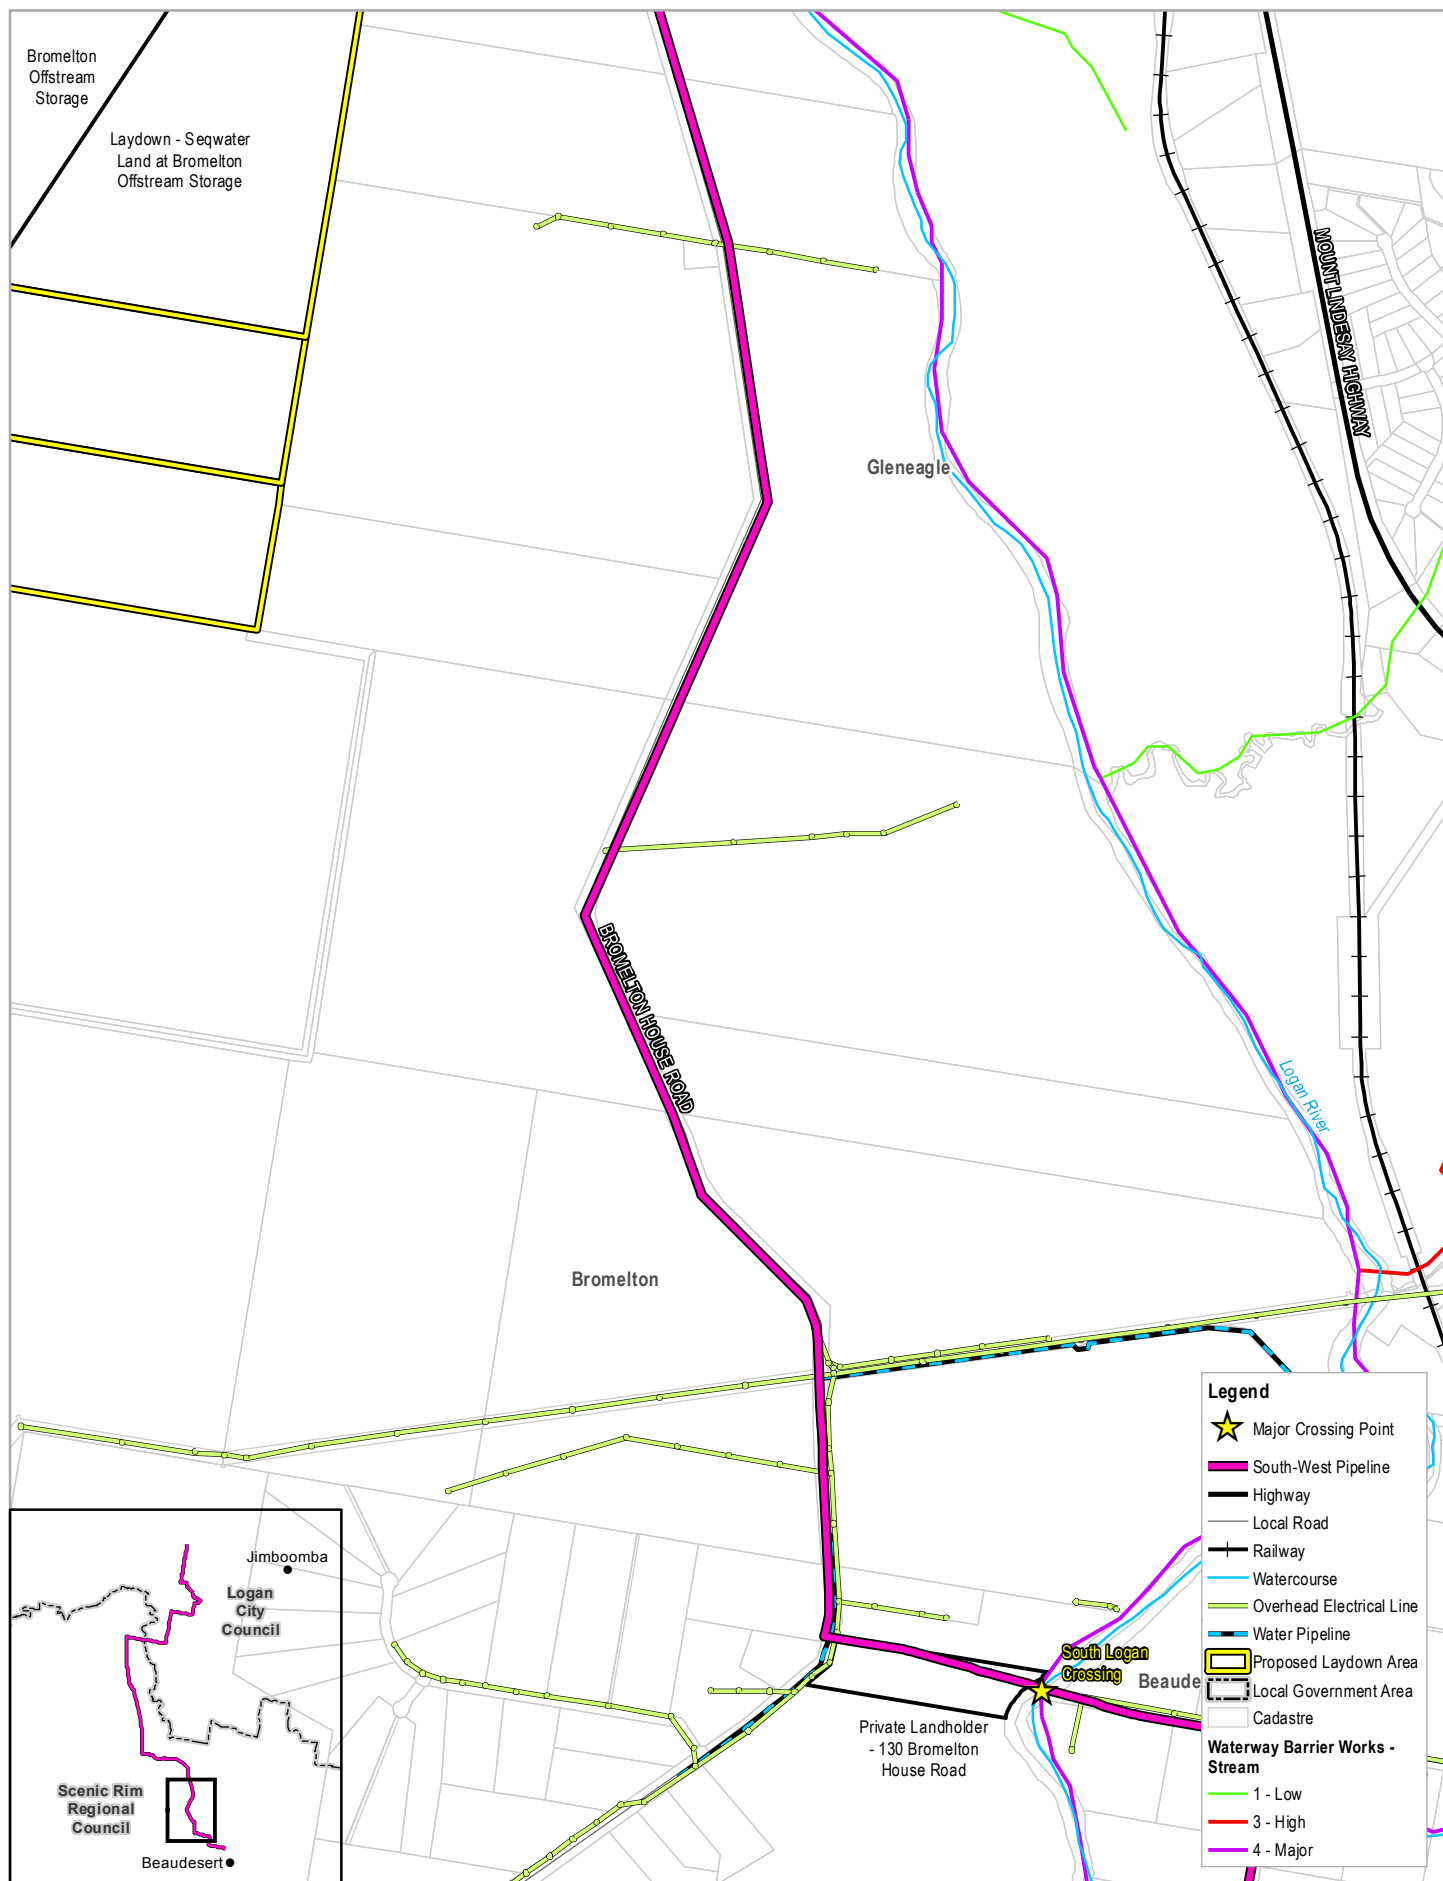 Bromelton
Offstream
Storage
Laydown - Seqwater
Land at Bromelton
Offstream Storage
MOUNT LINDESAY HIGHWAY
Gleneagle
BROMELTON HOUSE ROAD
Logan River
Bromelton
South Logan
Crossing
Beaude
Private Landholder
- 130 Bromelton
House Road
Legend
Major Crossing Point
South-West Pipeline
Highway
Local Road
Railway
Watercourse
Overhead Electrical Line
Water Pipeline
Proposed Laydown Area
Local Government Area
Cadastre
Waterway Barrier Works -
Stream
1 - Low
3 - High
4 - Major
Jimboomba
Logan
City
Council
Scenic Rim
Regional
Council
Beaudesert